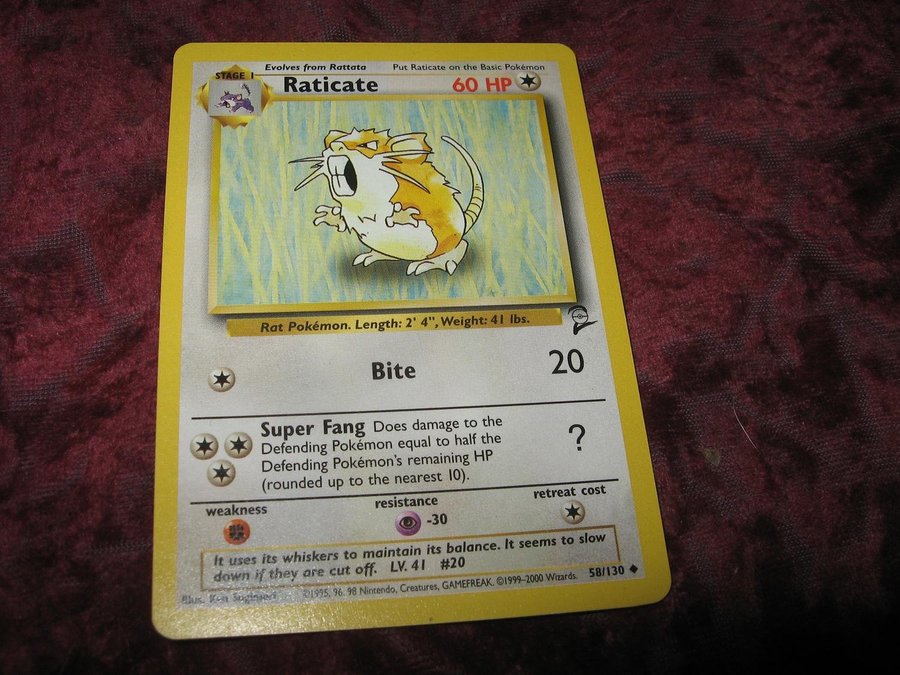 Evolves from Rattata Put Raticate on the Basic Pokémon
STAGE 1
Raticate 60 HP
Rat Pokémon. Length: 2' 4", Weight: 41 lbs.
Bite 20
Super Fang Does damage to the
Defending Pokémon equal to half the
Defending Pokémon's remaining HP
(rounded up to the nearest 10).
?
weakness resistance retreat cost
-30
It uses its whiskers to maintain its balance. It seems to slow
down if they are cut off. LV. 41 #20
Illus. Ken Sugimori ©1995, 96, 98 Nintendo, Creatures, GAMEFREAK. ©1999-2000 Wizards. 58/130